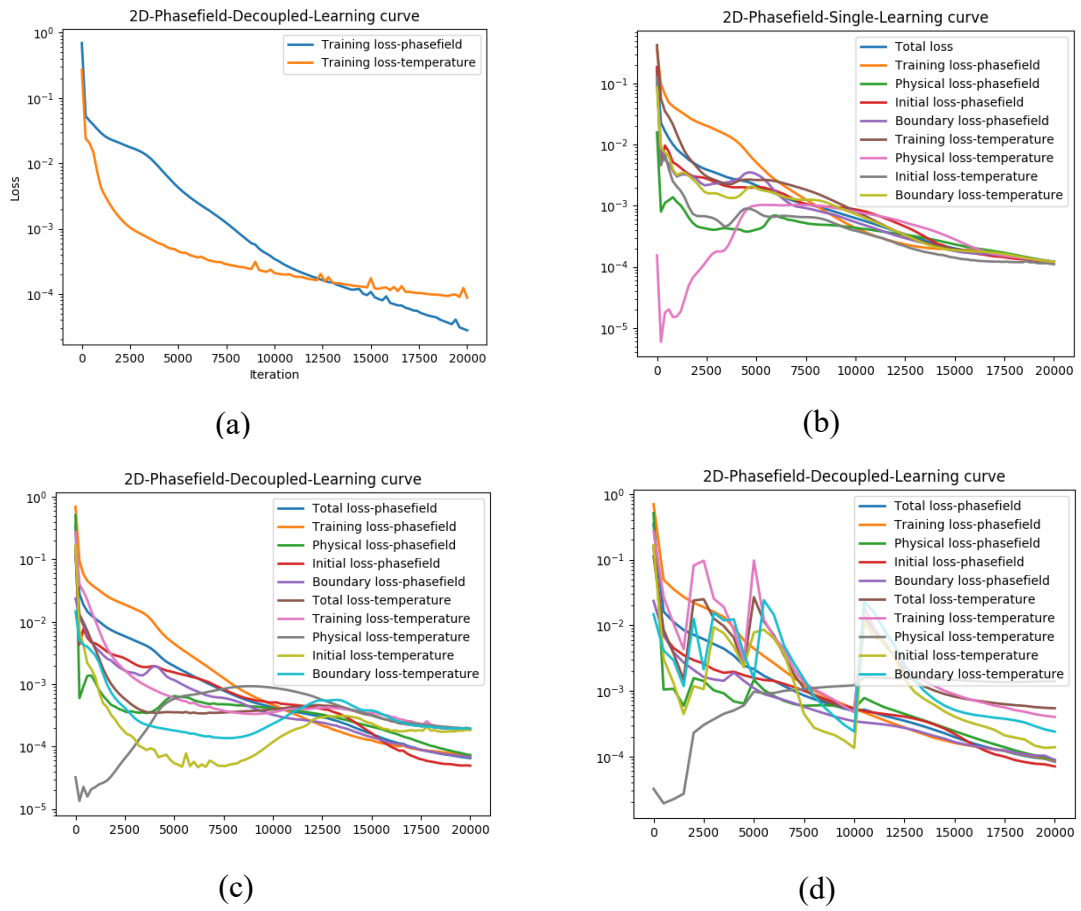 2D-Phasefield-Decoupled-Learning curve
Training loss-phasefield
Training loss-temperature
10^0
10^-1
10^-2
10^-3
10^-4
Loss
0 2500 5000 7500 10000 12500 15000 17500 20000
Iteration
(a)
2D-Phasefield-Single-Learning curve
Total loss
Training loss-phasefield
Physical loss-phasefield
Initial loss-phasefield
Boundary loss-phasefield
Training loss-temperature
Physical loss-temperature
Initial loss-temperature
Boundary loss-temperature
10^-1
10^-2
10^-3
10^-4
10^-5
0 2500 5000 7500 10000 12500 15000 17500 20000
(b)
2D-Phasefield-Decoupled-Learning curve
Total loss-phasefield
Training loss-phasefield
Physical loss-phasefield
Initial loss-phasefield
Boundary loss-phasefield
Total loss-temperature
Training loss-temperature
Physical loss-temperature
Initial loss-temperature
Boundary loss-temperature
10^0
10^-1
10^-2
10^-3
10^-4
10^-5
0 2500 5000 7500 10000 12500 15000 17500 20000
(c)
2D-Phasefield-Decoupled-Learning curve
Total loss-phasefield
Training loss-phasefield
Physical loss-phasefield
Initial loss-phasefield
Boundary loss-phasefield
Total loss-temperature
Training loss-temperature
Physical loss-temperature
Initial loss-temperature
Boundary loss-temperature
10^0
10^-1
10^-2
10^-3
10^-4
0 2500 5000 7500 10000 12500 15000 17500 20000
(d)